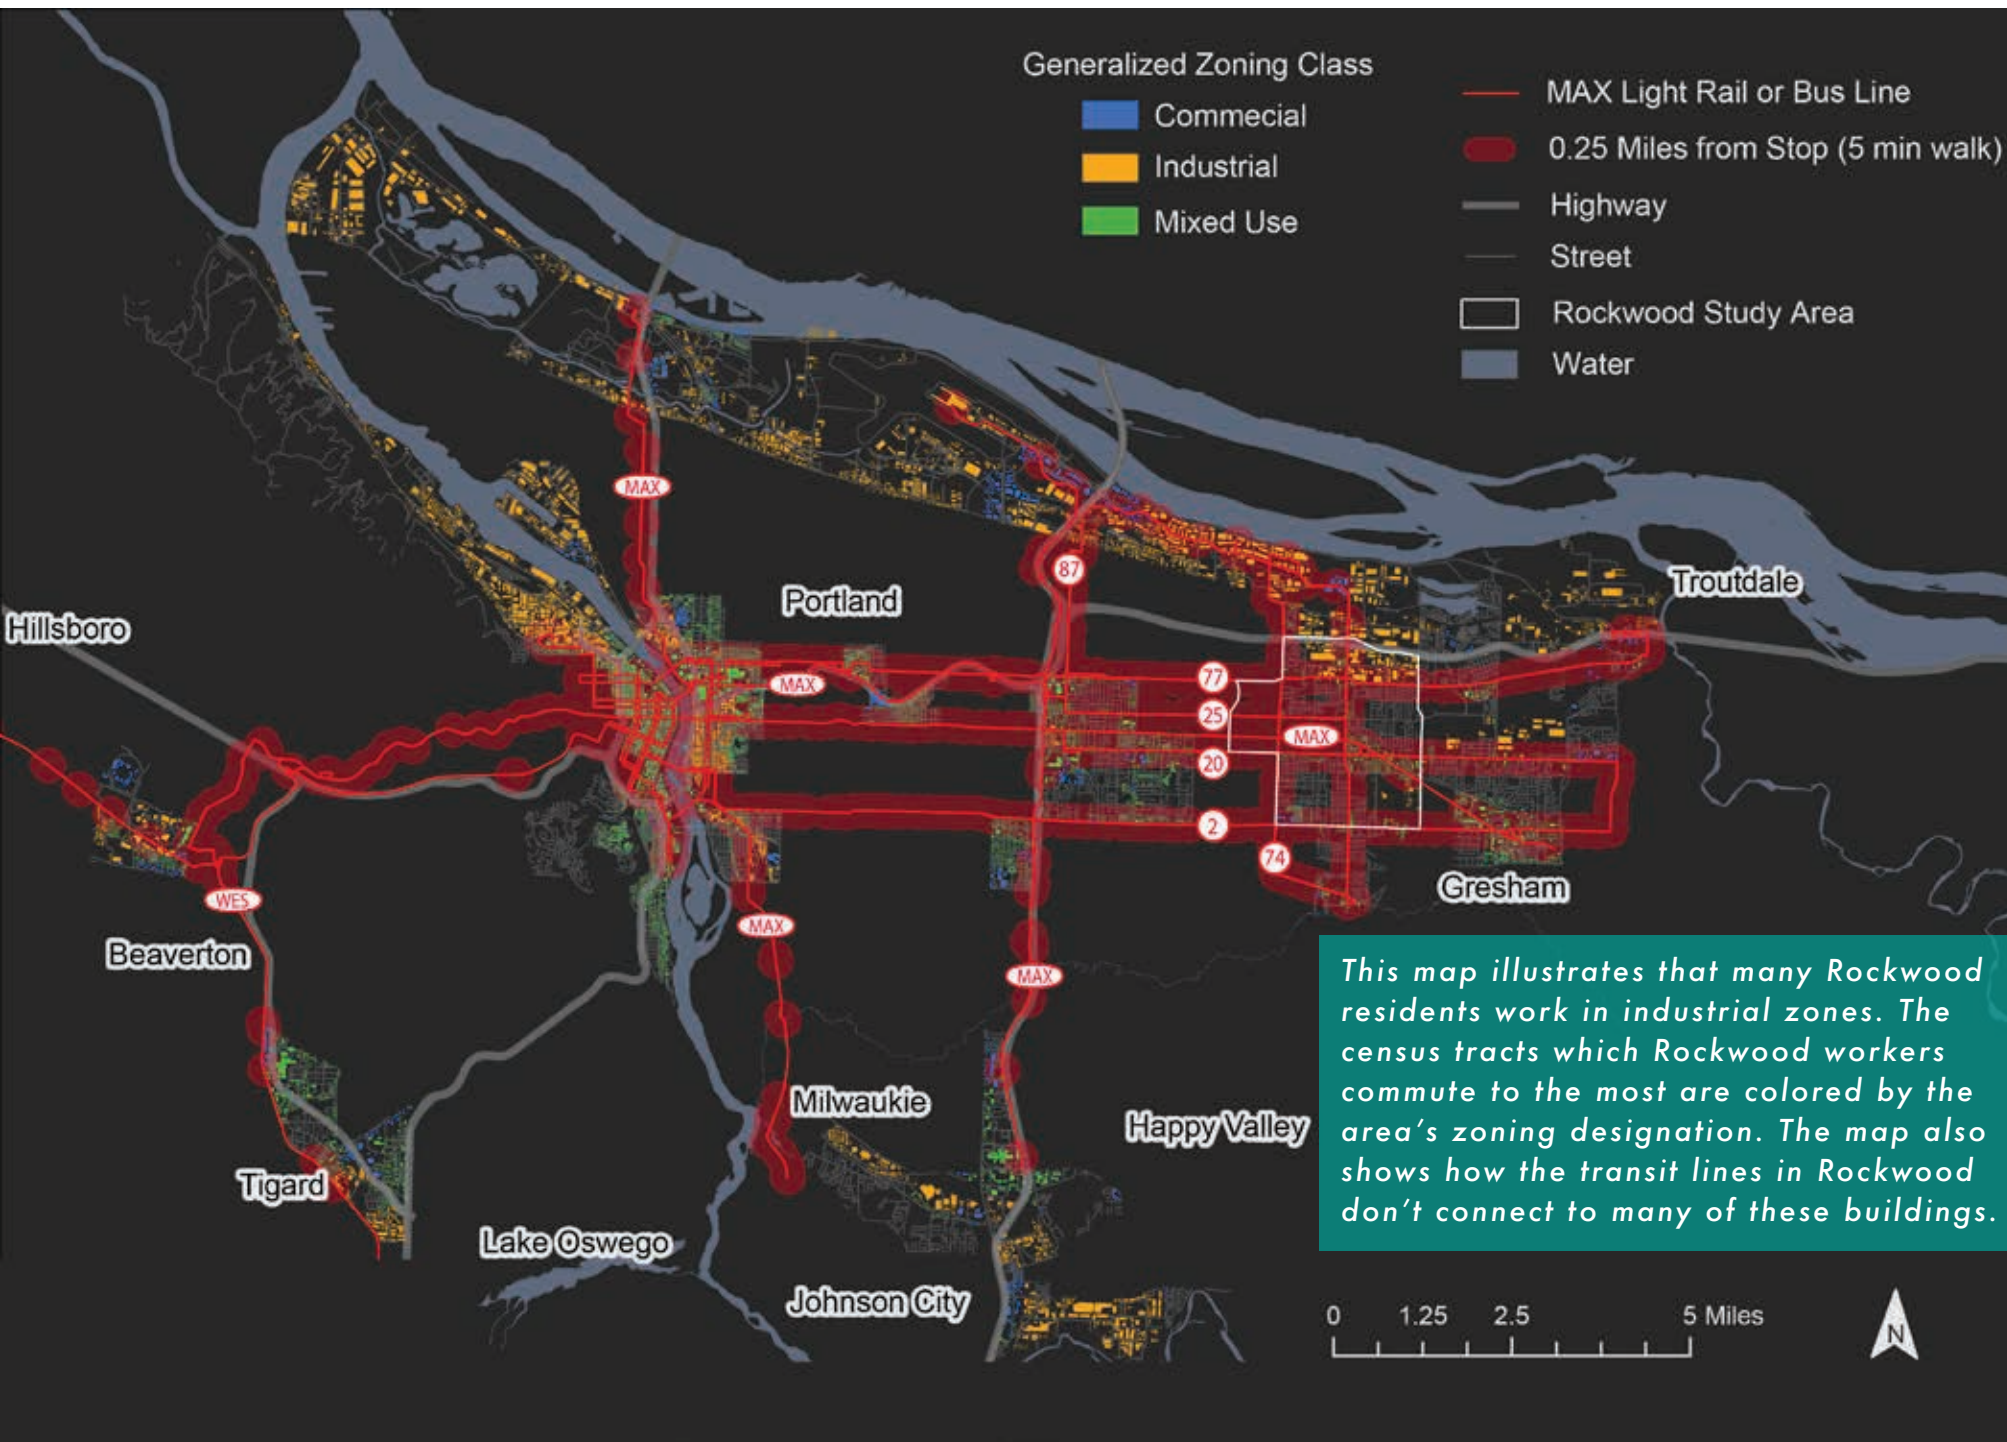 Generalized Zoning Class
Commecial
Industrial
Mixed Use
MAX Light Rail or Bus Line
0.25 Miles from Stop (5 min walk)
Highway
Street
Rockwood Study Area
Water
MAX
87
Portland
Troutdale
Hillsboro
77
MAX
25
MAX
20
2
74
Gresham
WES
MAX
Beaverton
MAX
Milwaukie
Happy Valley
Tigard
Lake Oswego
Johnson City
This map illustrates that many Rockwood
residents work in industrial zones. The
census tracts which Rockwood workers
commute to the most are colored by the
area's zoning designation. The map also
shows how the transit lines in Rockwood
don't connect to many of these buildings.
0 1.25 2.5 5 Miles
N